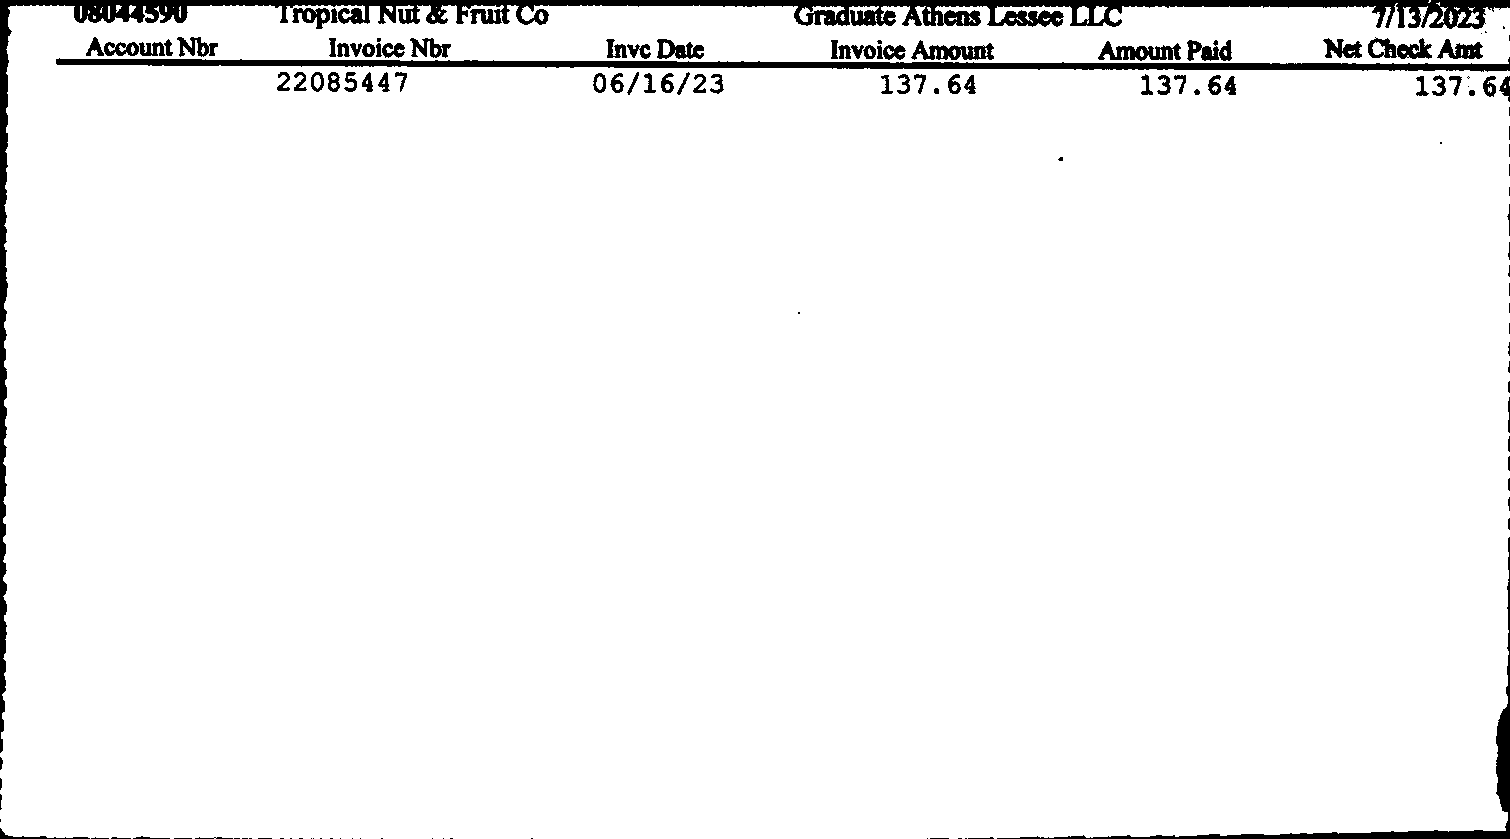 08044590 Tropical Nut & Fruit Co Graduate Athens Lessee LLC 7/13/2023
Account Nbr Invoice Nbr Invc Date Invoice Amount Amount Paid Net Check Amt
22085447 06/16/23 137.64 137.64 137.64